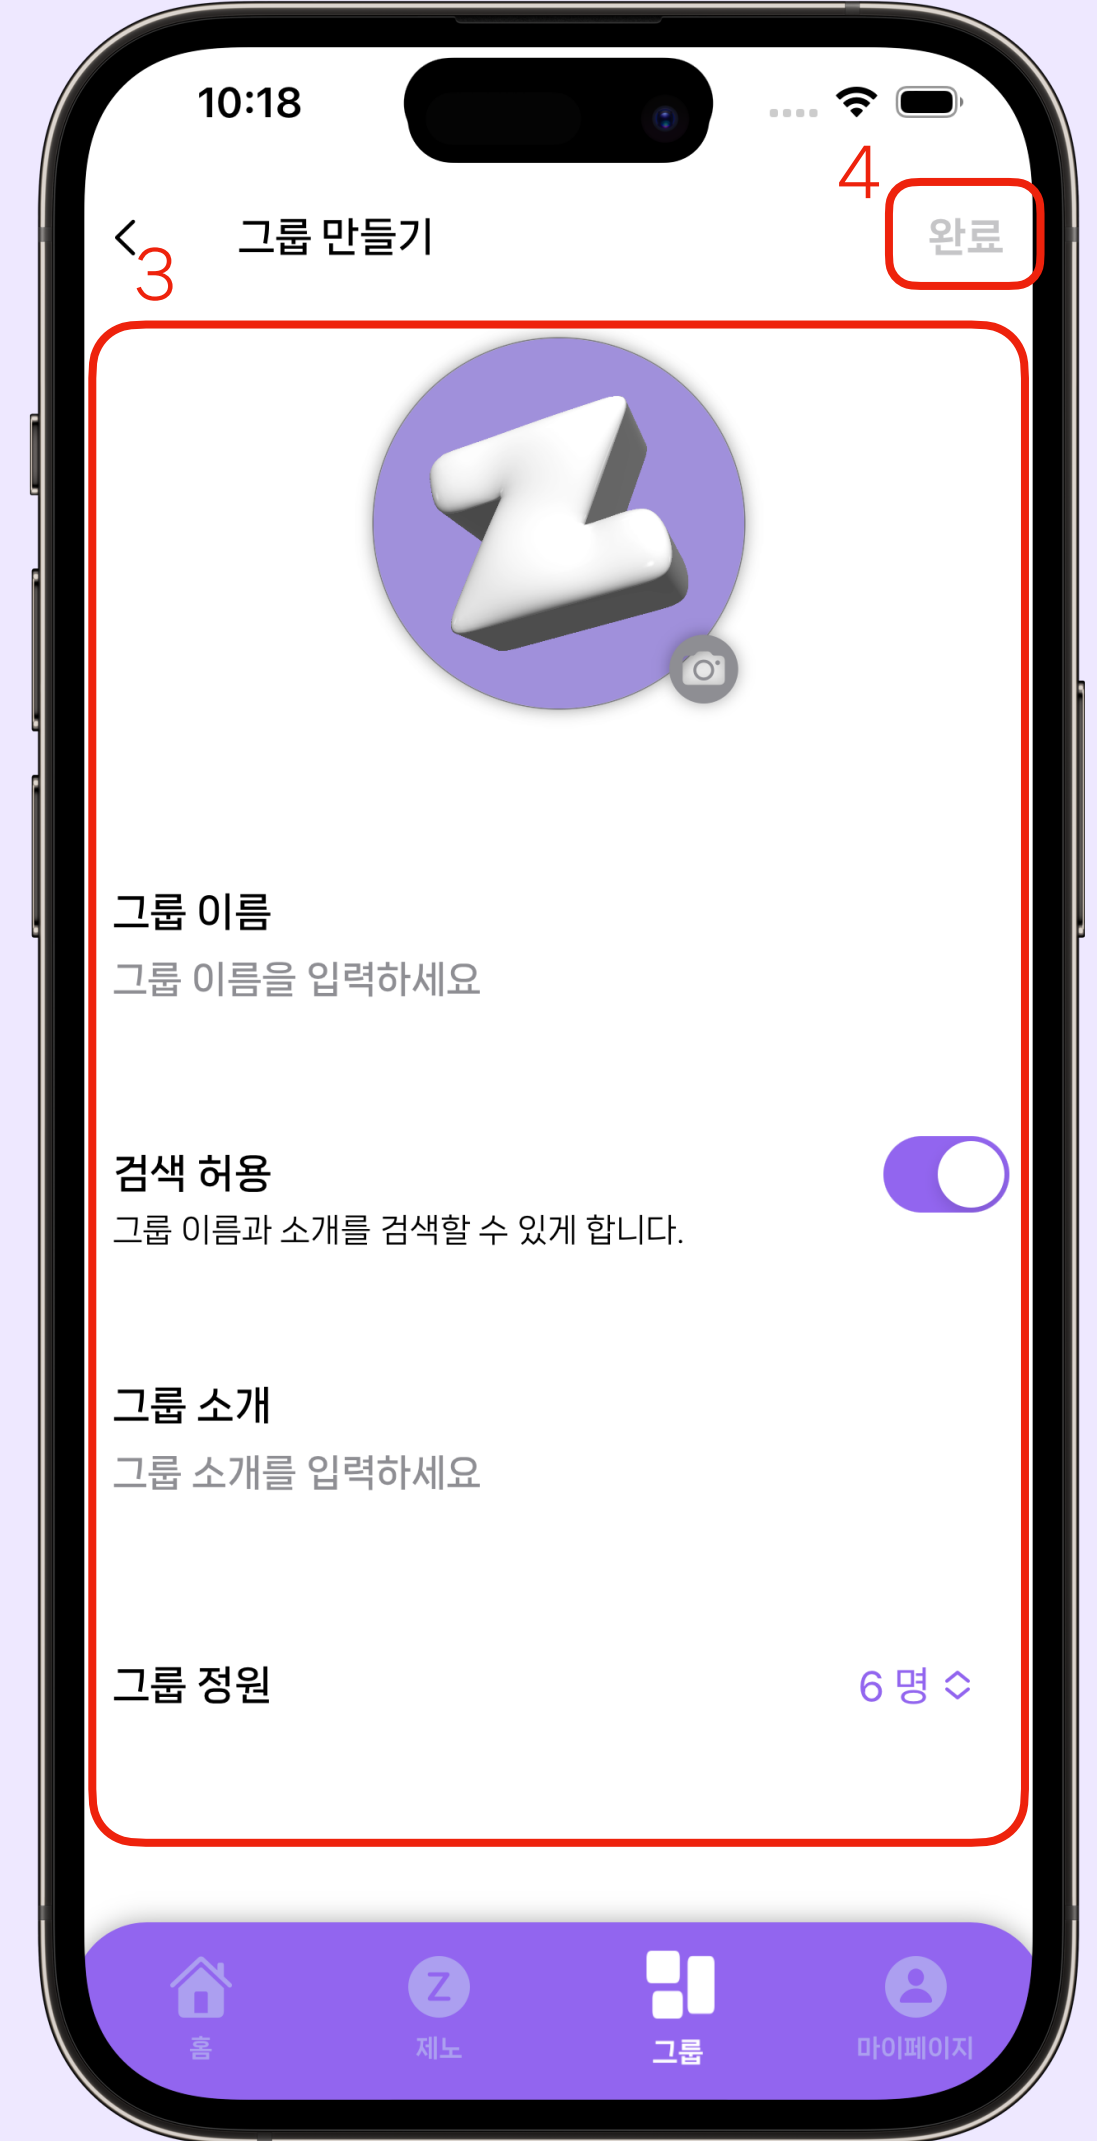 10:18
4
그룹 만들기
완료
3
Z
그룹 이름
그룹 이름을 입력하세요
검색 허용
그룹 이름과 소개를 검색할 수 있게 합니다.
그룹 소개
그룹 소개를 입력하세요
그룹 정원
6 명
Z
홈
제노
그룹
마이페이지